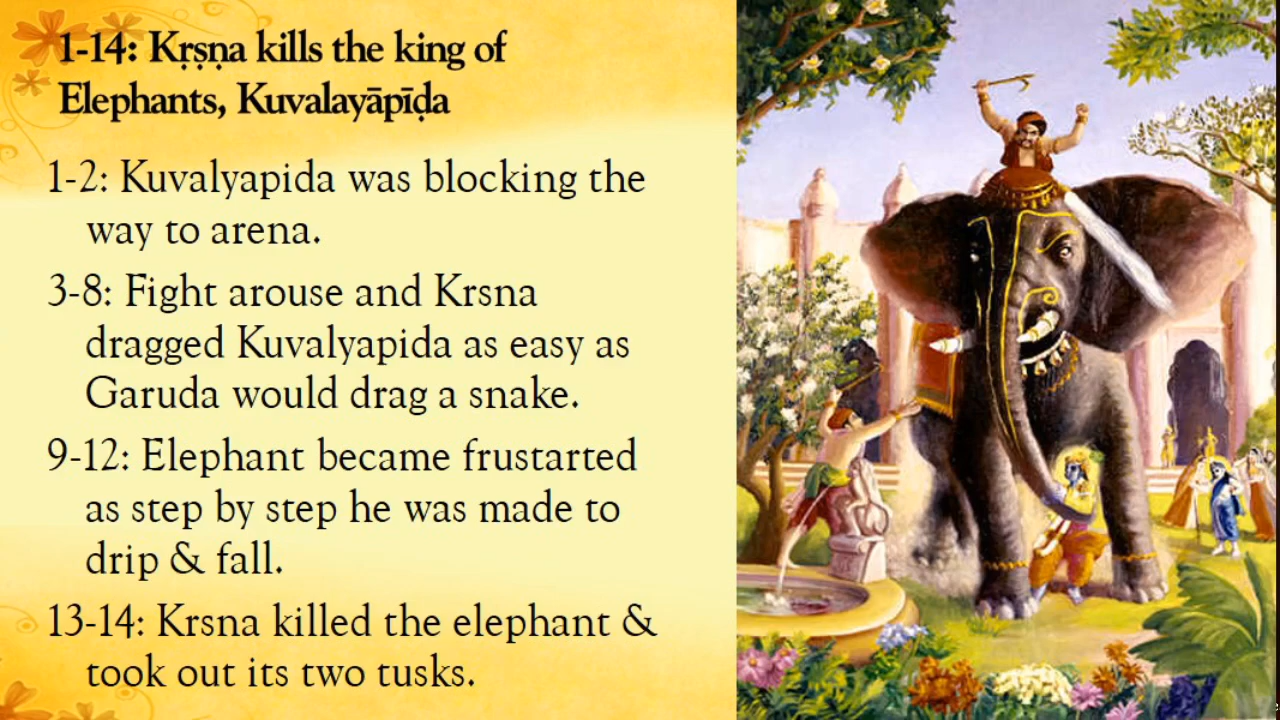 1-14: Kṛṣṇa kills the king of
Elephants, Kuvalayāpīḍa
1-2: Kuvalyapida was blocking the
way to arena.
3-8: Fight arouse and Krsna
dragged Kuvalyapida as easy as
Garuda would drag a snake.
9-12: Elephant became frustarted
as step by step he was made to
drip & fall.
13-14: Krsna killed the elephant &
took out its two tusks.